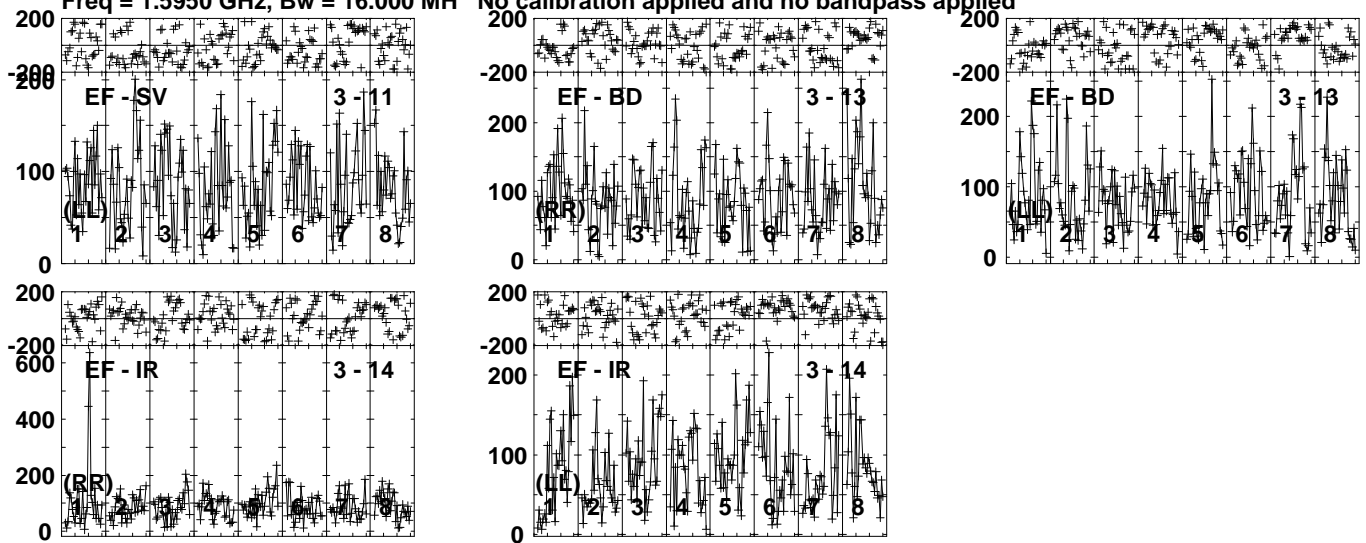 Freq = 1.5950 GHz, Bw = 16.000 MH No calibration applied and no bandpass applied
200
-200
200
EF - SV 3 - 11
100
(LL)
1 2 3 4 5 6 7 8
0
200
-200
EF - BD 3 - 13
200
100
(RR)
1 2 3 4 5 6 7 8
0
200
-200
EF - BD 3 - 13
200
100
(LL)
1 2 3 4 5 6 7 8
0
200
-200
600
EF - IR 3 - 14
400
200
(RR)
1 2 3 4 5 6 7 8
0
200
-200
EF - IR 3 - 14
200
100
(LL)
1 2 3 4 5 6 7 8
0